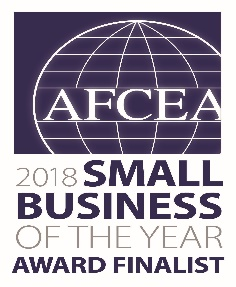 AFCEA
2018 SMALL
BUSINESS
OF THE YEAR
AWARD FINALIST